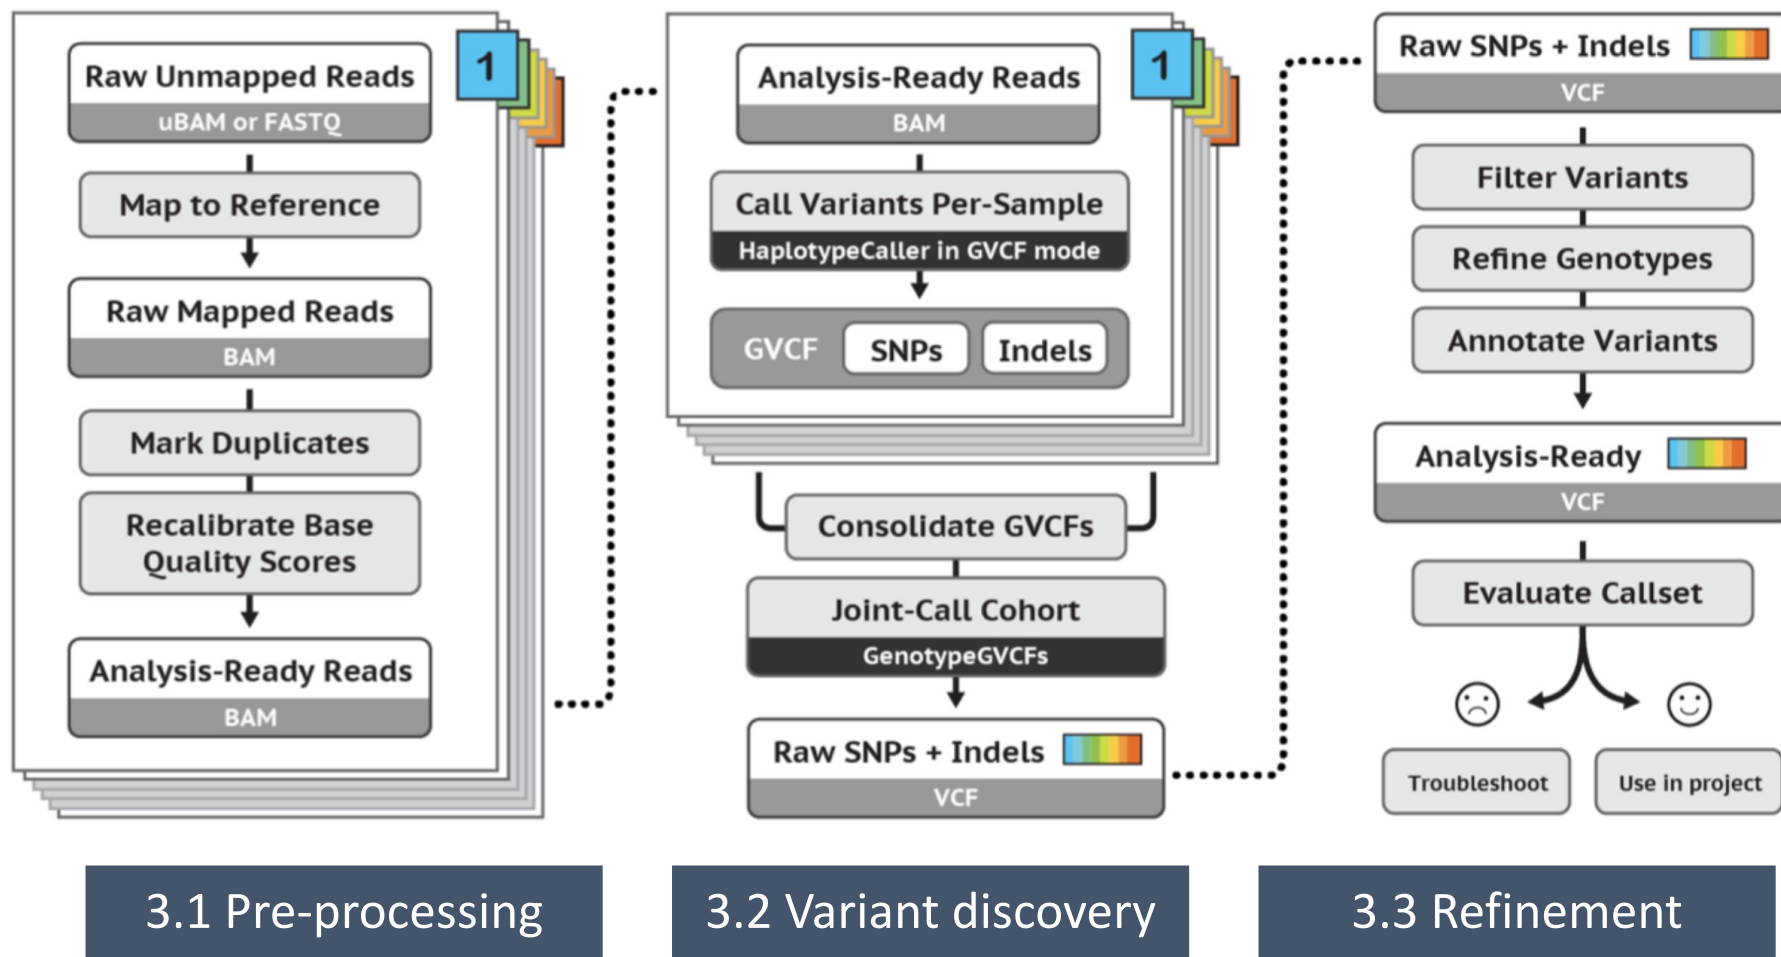 Raw Unmapped Reads
uBAM or FASTQ
1
Map to Reference
Raw Mapped Reads
BAM
Mark Duplicates
Recalibrate Base
Quality Scores
Analysis-Ready Reads
BAM
3.1 Pre-processing
Analysis-Ready Reads
BAM
1
Call Variants Per-Sample
HaplotypeCaller in GVCF mode
GVCF SNPs Indels
Consolidate GVCFs
Joint-Call Cohort
GenotypeGVCFs
Raw SNPs + Indels
VCF
3.2 Variant discovery
Raw SNPs + Indels
VCF
Filter Variants
Refine Genotypes
Annotate Variants
Analysis-Ready
VCF
Evaluate Callset
Troubleshoot
Use in project
3.3 Refinement